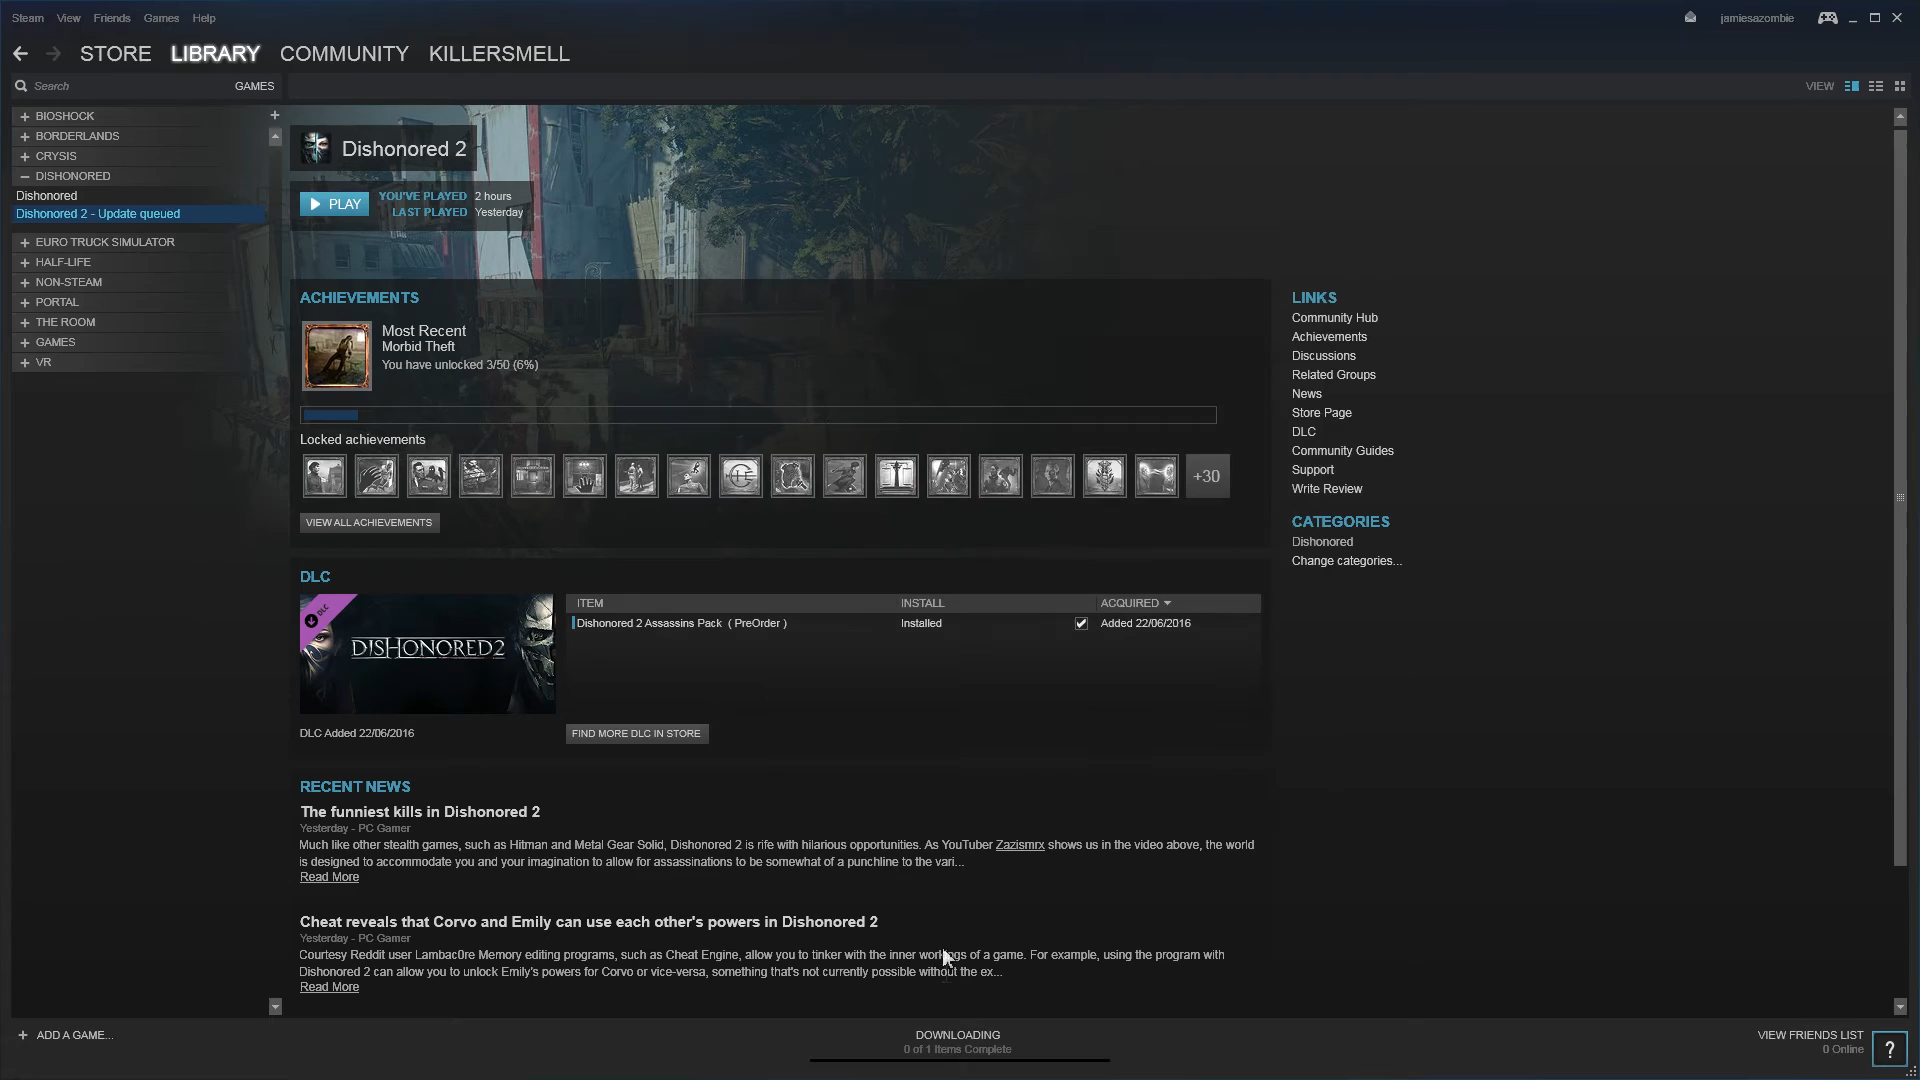 Steam View Friends Games Help
jamiesazombie
STORE LIBRARY COMMUNITY KILLERSMELL
Search GAMES
VIEW
BIOSHOCK
BORDERLANDS
CRYSIS
DISHONORED
Dishonored
Dishonored 2 - Update queued
EURO TRUCK SIMULATOR
HALF-LIFE
NON-STEAM
PORTAL
THE ROOM
GAMES
VR
Dishonored 2
PLAY
YOU'VE PLAYED 2 hours
LAST PLAYED Yesterday
ACHIEVEMENTS
Most Recent
Morbid Theft
You have unlocked 3/50 (6%)
Locked achievements
+30
VIEW ALL ACHIEVEMENTS
DLC
DLC
DISHONORED2
DLC Added 22/06/2016
ITEM INSTALL ACQUIRED
Dishonored 2 Assassins Pack ( PreOrder ) Installed Added 22/06/2016
FIND MORE DLC IN STORE
RECENT NEWS
The funniest kills in Dishonored 2
Yesterday - PC Gamer
Much like other stealth games, such as Hitman and Metal Gear Solid, Dishonored 2 is rife with hilarious opportunities. As YouTuber Zazismrx shows us in the video above, the world
is designed to accommodate you and your imagination to allow for assassinations to be somewhat of a punchline to the vari...
Read More
Cheat reveals that Corvo and Emily can use each other's powers in Dishonored 2
Yesterday - PC Gamer
Courtesy Reddit user Lambac0re Memory editing programs, such as Cheat Engine, allow you to tinker with the inner workings of a game. For example, using the program with
Dishonored 2 can allow you to unlock Emily's powers for Corvo or vice-versa, something that's not currently possible without the ex...
Read More
LINKS
Community Hub
Achievements
Discussions
Related Groups
News
Store Page
DLC
Community Guides
Support
Write Review
CATEGORIES
Dishonored
Change categories...
+ ADD A GAME...
DOWNLOADING
0 of 1 Items Complete
VIEW FRIENDS LIST
0 Online
?